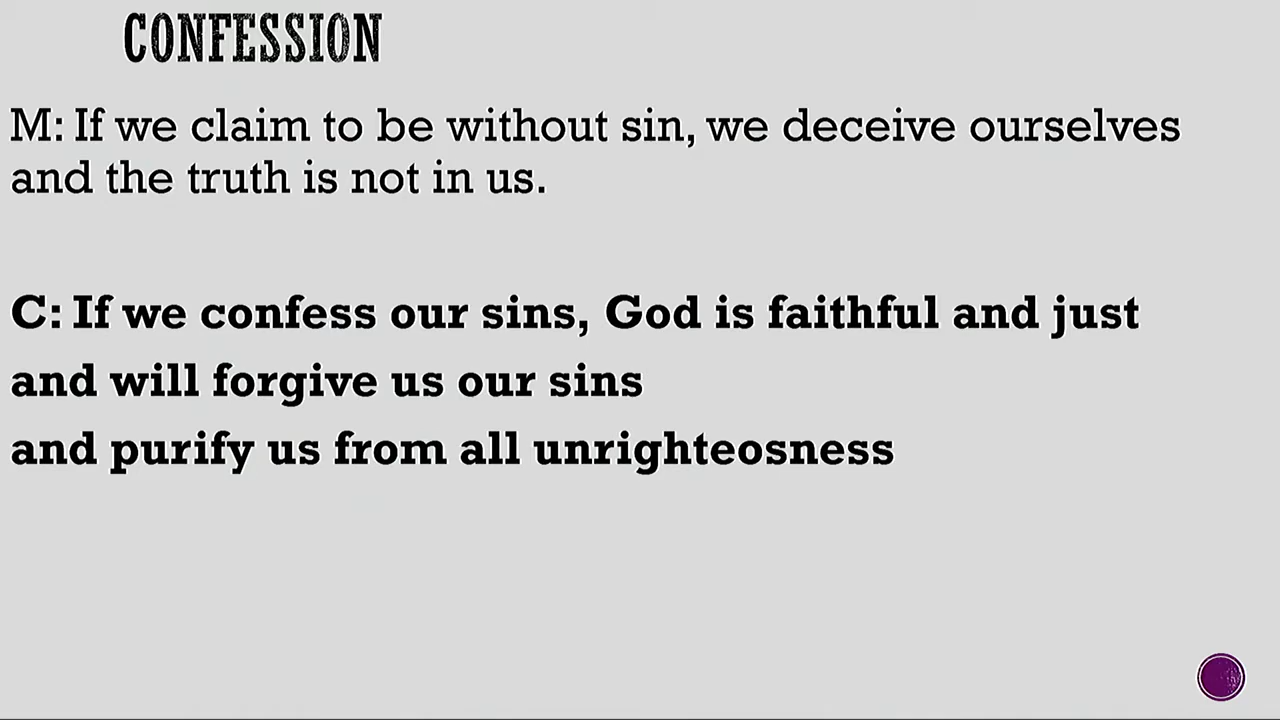 CONFESSION
M: If we claim to be without sin, we deceive ourselves
and the truth is not in us.
C: If we confess our sins, God is faithful and just
and will forgive us our sins
and purify us from all unrighteosness